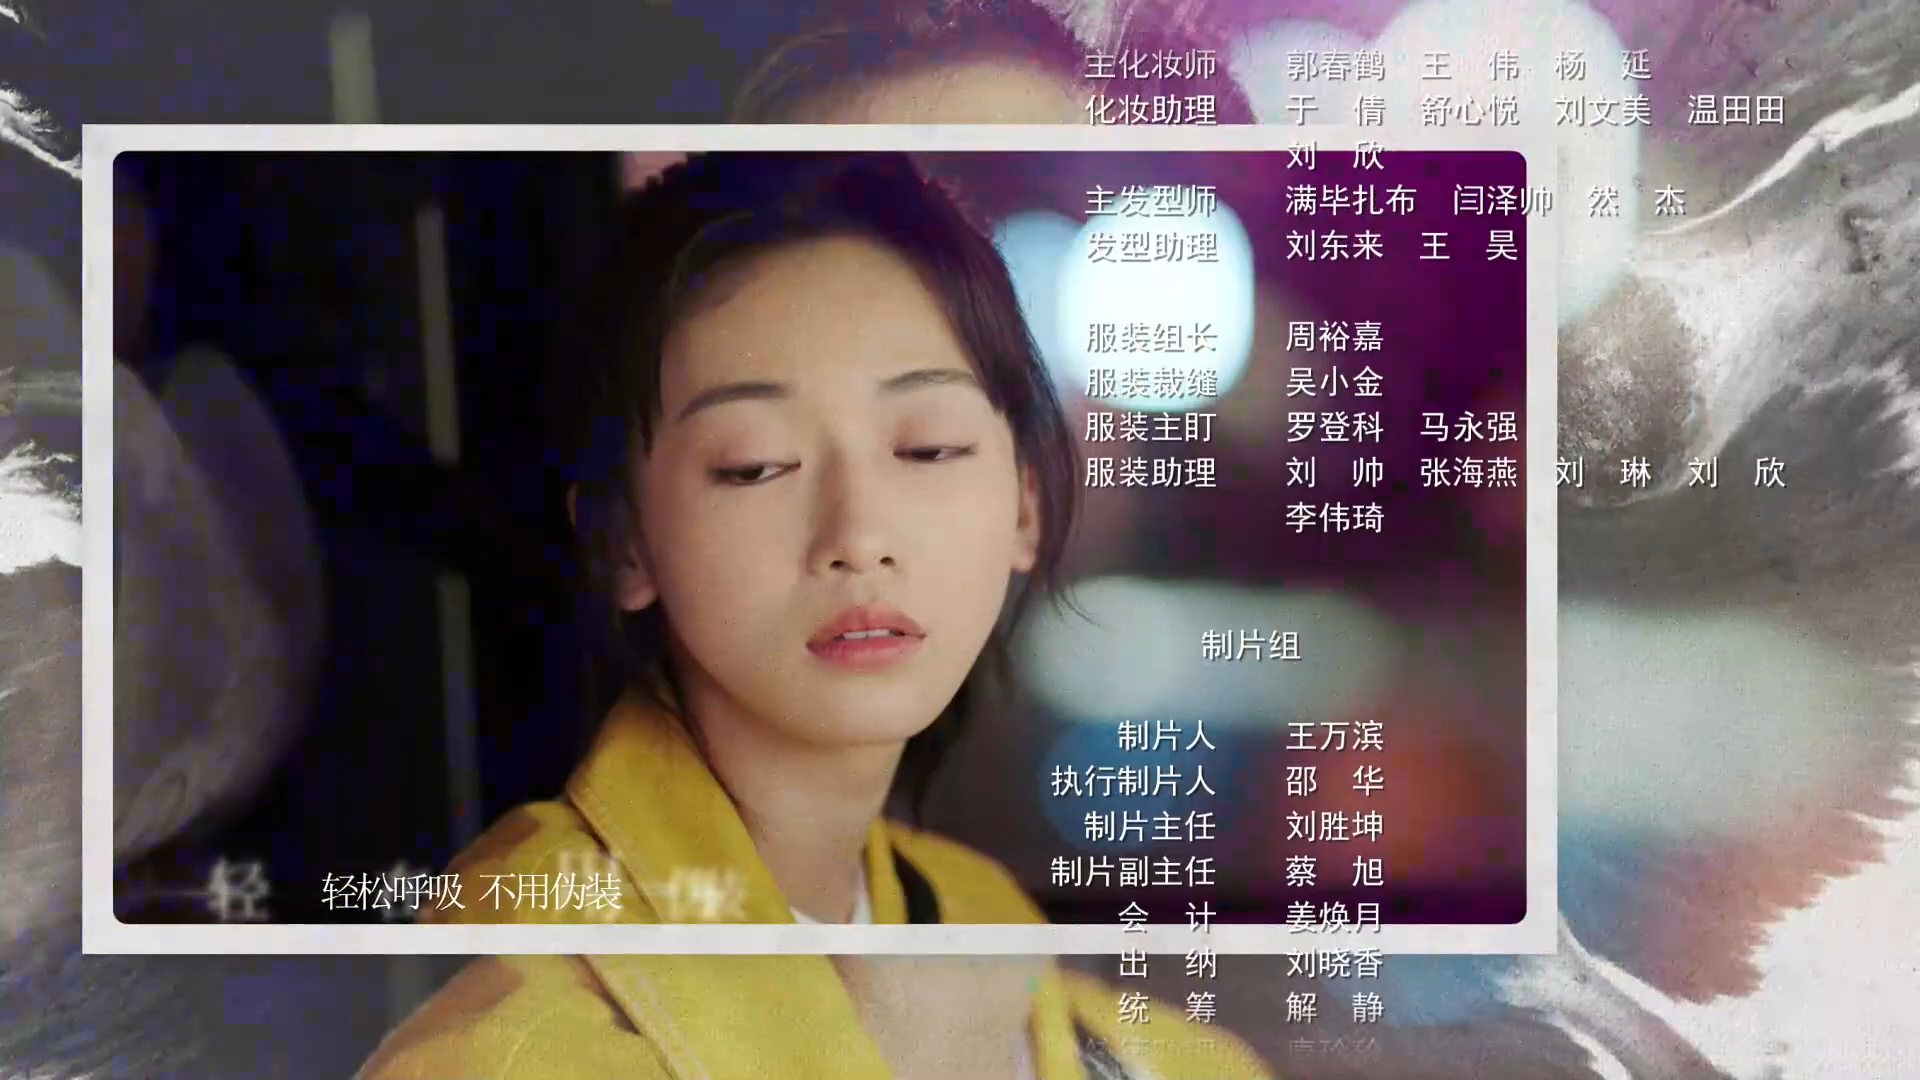 主化妆师 郭春鹤 王 伟 杨 延
化妆助理 于 倩 舒心悦 刘文美 温田田
刘 欣
主发型师 满毕扎布 闫泽帅 然 杰
发型助理 刘东来 王 昊
服装组长 周裕嘉
服装裁缝 吴小金
服装主盯 罗登科 马永强
服装助理 刘 帅 张海燕 刘 琳 刘 欣
李伟琦
制片组
制片人 王万滨
执行制片人 邵 华
制片主任 刘胜坤
制片副主任 蔡 旭
会 计 姜焕月
出 纳 刘晓香
统 筹 解 静
轻松呼吸 不用伪装